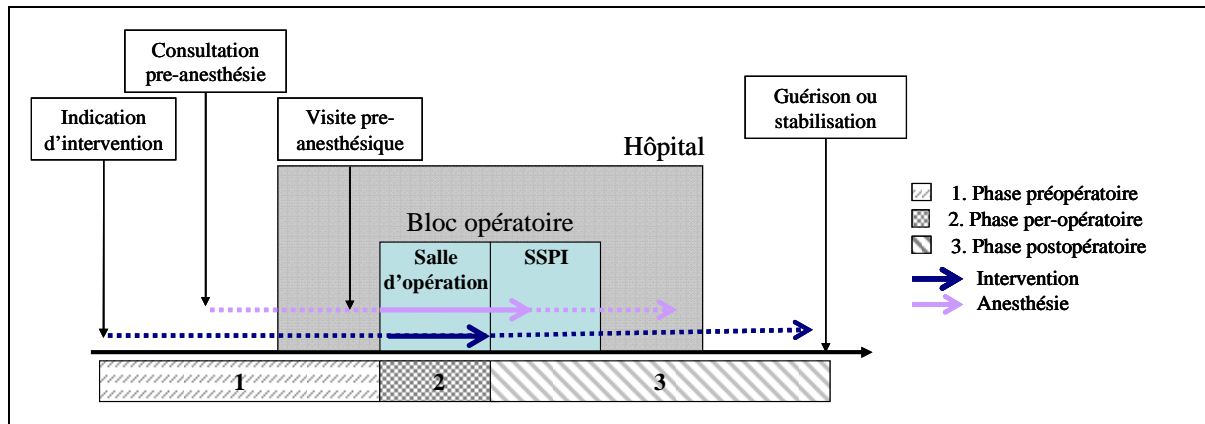 Consultation
pre-anesthésie
Indication
d’intervention
Visite pre-
anesthésique
Guérison ou
stabilisation
Hôpital
Bloc opératoire
Salle
d’opération
SSPI
1. Phase préopératoire
2. Phase per-opératoire
3. Phase postopératoire
Intervention
Anesthésie
1
2
3